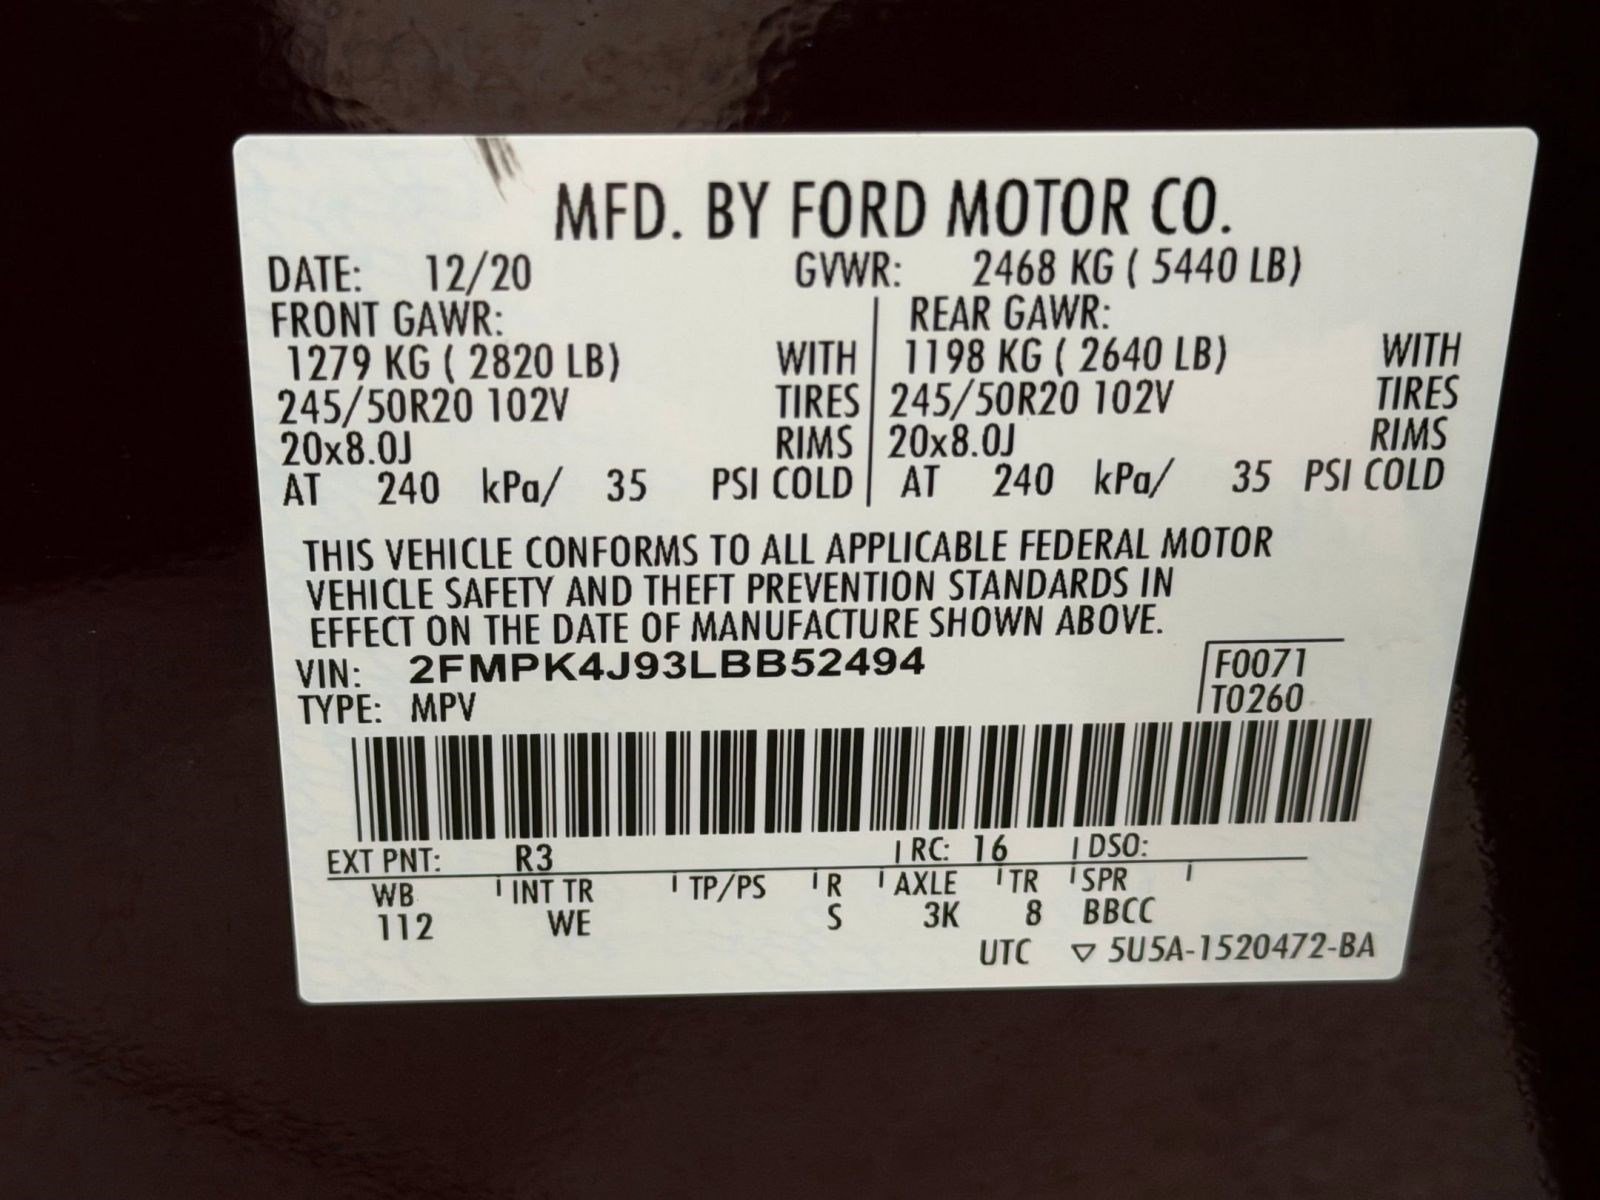 MFD. BY FORD MOTOR CO.
DATE: 12/20 GVWR: 2468 KG ( 5440 LB)
FRONT GAWR: REAR GAWR:
1279 KG ( 2820 LB) WITH 1198 KG ( 2640 LB) WITH
245/50R20 102V TIRES 245/50R20 102V TIRES
20x8.0J RIMS 20x8.0J RIMS
AT 240 kPa/ 35 PSI COLD AT 240 kPa/ 35 PSI COLD
THIS VEHICLE CONFORMS TO ALL APPLICABLE FEDERAL MOTOR
VEHICLE SAFETY AND THEFT PREVENTION STANDARDS IN
EFFECT ON THE DATE OF MANUFACTURE SHOWN ABOVE.
VIN: 2FMPK4J93LBB52494 F0071
TYPE: MPV T0260
EXT PNT: R3 RC: 16 DSO:
WB INT TR TP/PS R AXLE TR SPR
112 WE S 3K 8 BBCC
UTC ▽ 5U5A-1520472-BA